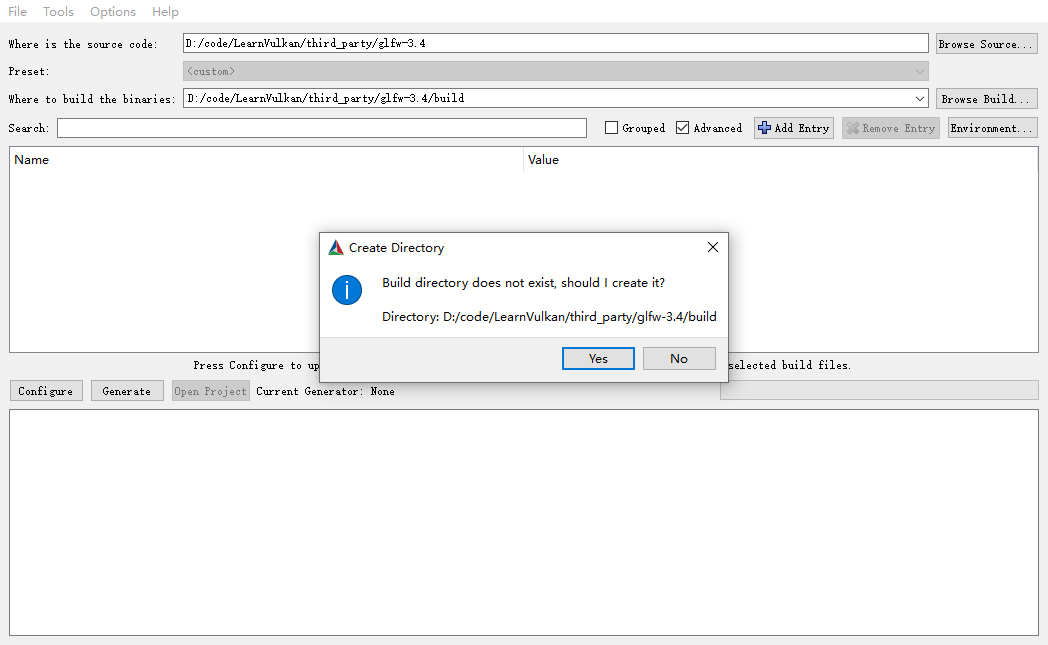 File Tools Options Help
Where is the source code: D:/code/LearnVulkan/third_party/glfw-3.4 Browse Source...
Preset: <custom>
Where to build the binaries: D:/code/LearnVulkan/third_party/glfw-3.4/build Browse Build...
Search: Grouped Advanced Add Entry Remove Entry Environment...
Name Value
Create Directory
Build directory does not exist, should I create it?
Directory: D:/code/LearnVulkan/third_party/glfw-3.4/build
Yes No
Press Configure to up selected build files.
Configure Generate Open Project Current Generator: None